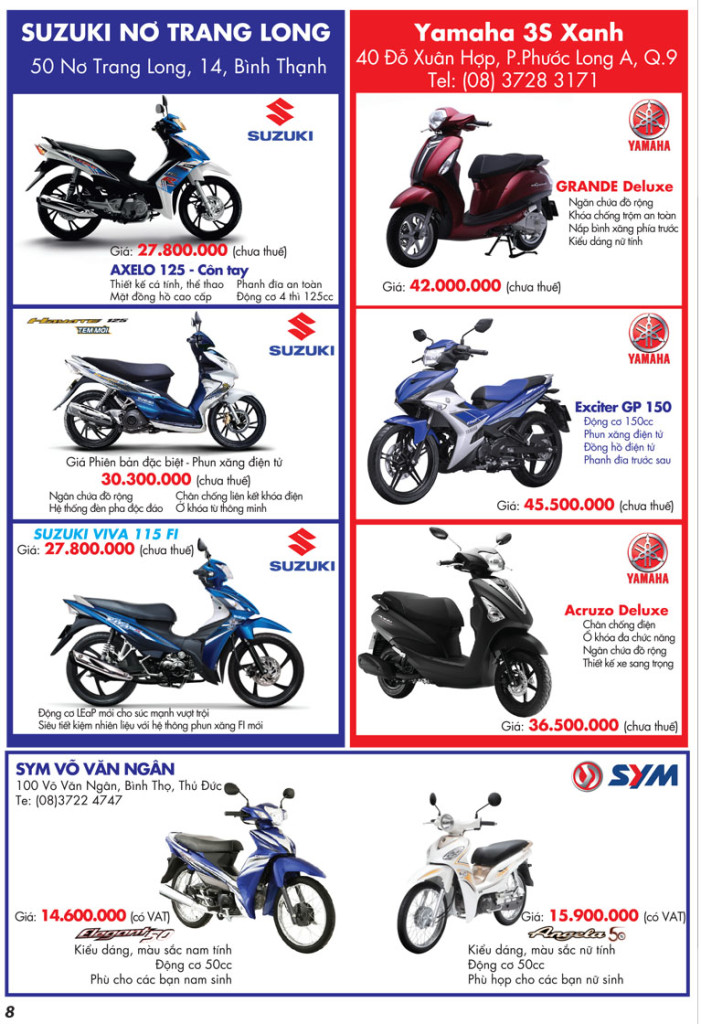 SUZUKI NƠ TRANG LONG
50 Nơ Trang Long, 14, Bình Thạnh
SUZUKI
Giá: 27.800.000 (chưa thuế)
AXELO 125 - Côn tay
Thiết kế cá tính, thể thao Phanh đĩa an toàn
Mặt đồng hồ cao cấp Động cơ 4 thì 125cc
HAYATE 125
TEM MỚI
SUZUKI
Giá Phiên bản đặc biệt - Phun xăng điện tử
30.300.000 (chưa thuế)
Ngăn chứa đồ rộng Chân chống liên kết khóa điện
Hệ thống đèn pha độc đáo Ổ khóa từ thông minh
SUZUKI VIVA 115 FI
Giá: 27.800.000 (chưa thuế)
SUZUKI
Động cơ LEaP mới cho sức mạnh vượt trội
Siêu tiết kiệm nhiên liệu với hệ thống phun xăng FI mới
Yamaha 3S Xanh
40 Đỗ Xuân Hợp, P.Phước Long A, Q.9
Tel: (08) 3728 3171
YAMAHA
GRANDE Deluxe
Ngăn chứa đồ rộng
Khóa chống trộm an toàn
Nắp bình xăng phía trước
Kiểu dáng nữ tính
Giá: 42.000.000 (chưa thuế)
YAMAHA
Exciter GP 150
Động cơ 150cc
Phun xăng điện tử
Đồng hồ điện tử
Phanh đĩa trước sau
Giá: 45.500.000 (chưa thuế)
YAMAHA
Acruzo Deluxe
Chân chống điện
Ổ khóa đa chức năng
Ngăn chứa đồ rộng
Thiết kế xe sang trọng
Giá: 36.500.000 (chưa thuế)
SYM VÕ VĂN NGÂN
100 Võ Văn Ngân, Bình Thọ, Thủ Đức
Te: (08)3722 4747
SYM
Giá: 14.600.000 (có VAT)
Elegant 50
Kiểu dáng, màu sắc nam tính
Động cơ 50cc
Phù cho các bạn nam sinh
Giá: 15.900.000 (có VAT)
Angela 50
Kiểu dáng, màu sắc nữ tính
Động cơ 50cc
Phù hợp cho các bạn nữ sinh
8